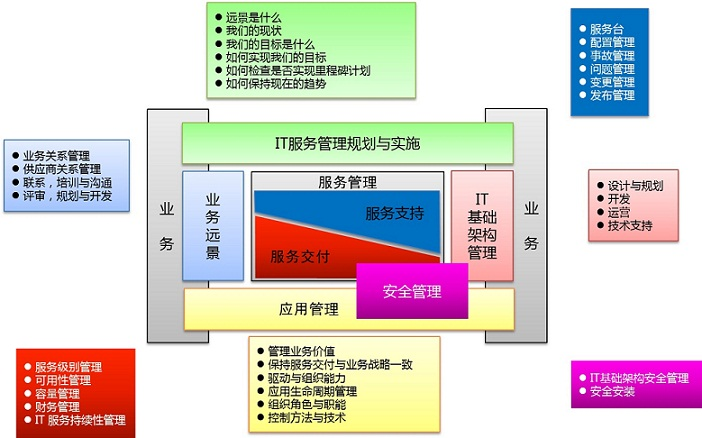 ● 远景是什么
● 我们的现状
● 我们的目标是什么
● 如何实现我们的目标
● 如何检查是否实现里程碑计划
● 如何保持现在的趋势
● 服务台
● 配置管理
● 事故管理
● 问题管理
● 变更管理
● 发布管理
● 业务关系管理
● 供应商关系管理
● 联系，培训与沟通
● 评审，规划与开发
业务
IT服务管理规划与实施
业务远景
服务管理
服务支持
服务交付
IT
基础
架构
管理
安全管理
应用管理
业务
● 设计与规划
● 开发
● 运营
● 技术支持
● 服务级别管理
● 可用性管理
● 容量管理
● 财务管理
● IT 服务持续性管理
● 管理业务价值
● 保持服务交付与业务战略一致
● 驱动与组织能力
● 应用生命周期管理
● 组织角色与职能
● 控制方法与技术
● IT基础架构安全管理
● 安全安装